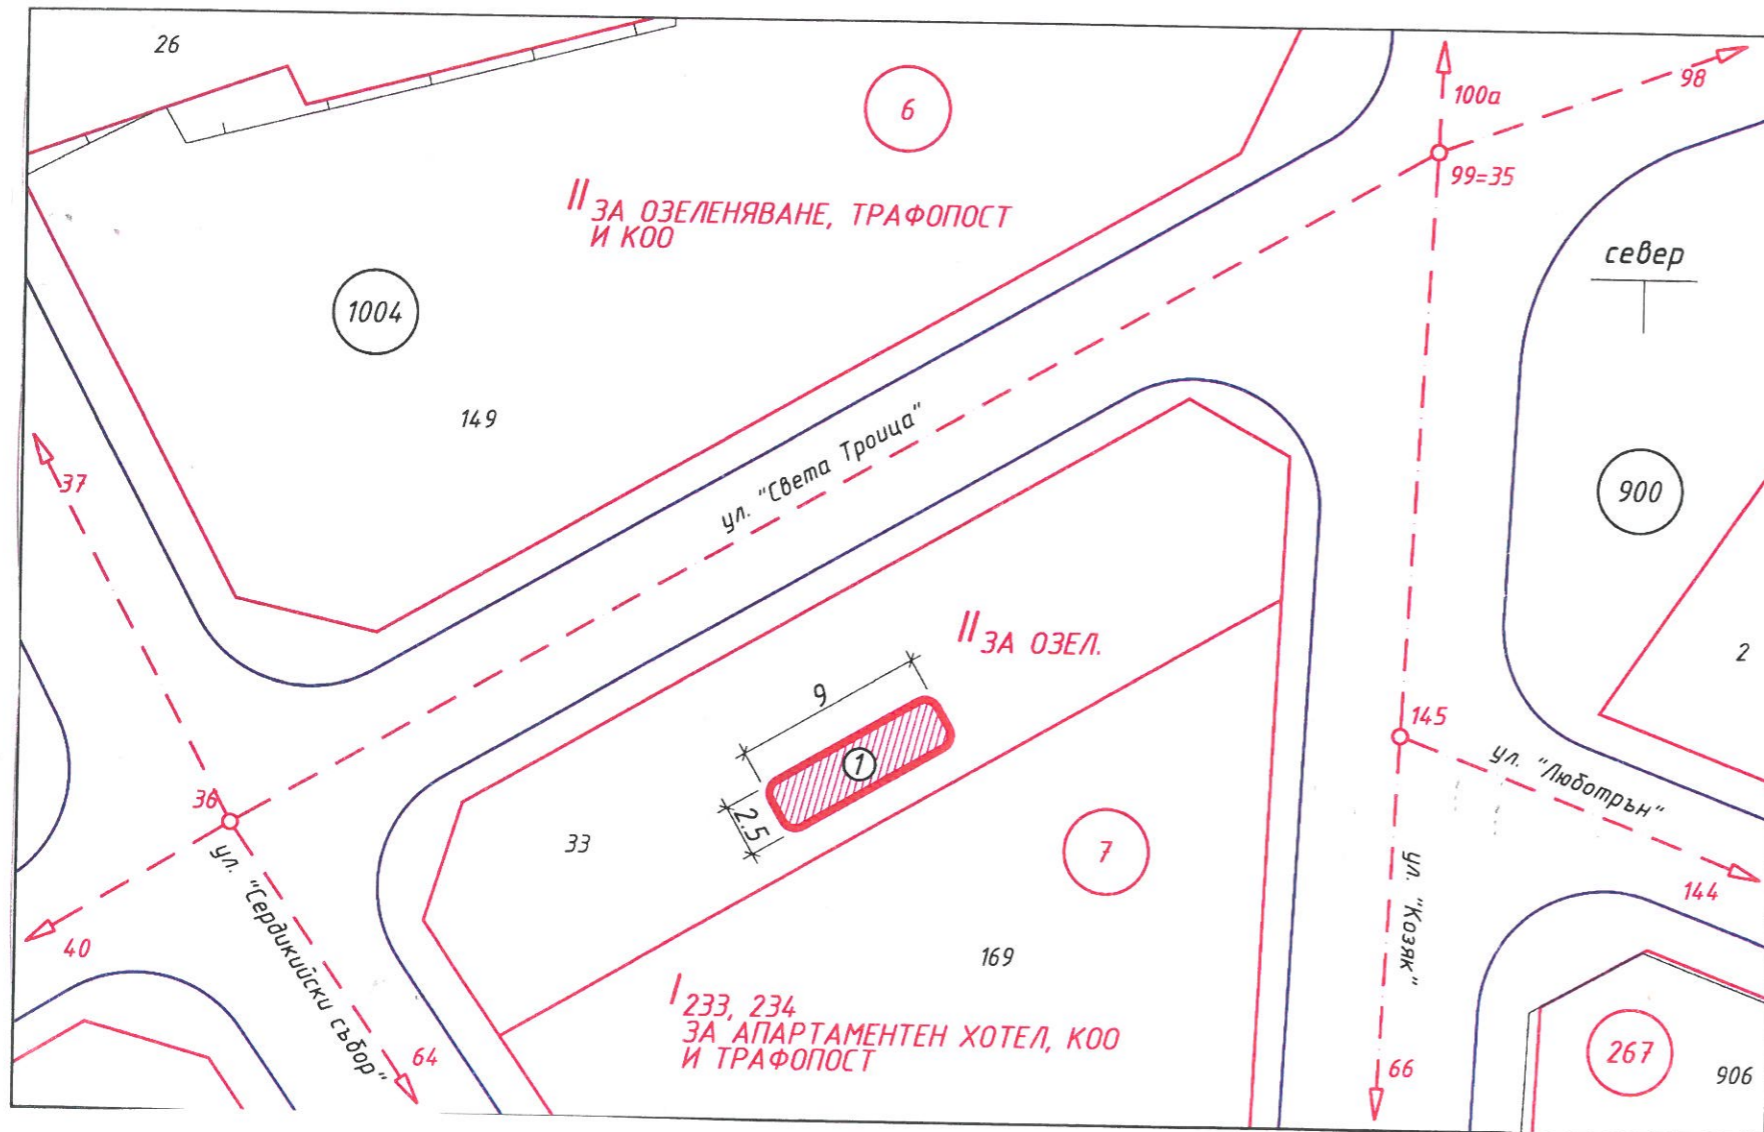 26
6
100а
98
99=35
II ЗА ОЗЕЛЕНЯВАНЕ, ТРАФОПОСТ
И КОО
север
1004
149
37
ул. "Света Троица"
900
II ЗА ОЗЕЛ.
2
9
145
1
2.5
ул. "Люботрън"
36
33
7
ул. "Сердикийски събор"
ул. "Козяк"
144
40
169
I 233, 234
ЗА АПАРТАМЕНТЕН ХОТЕЛ, КОО
И ТРАФОПОСТ
64
66
267
906